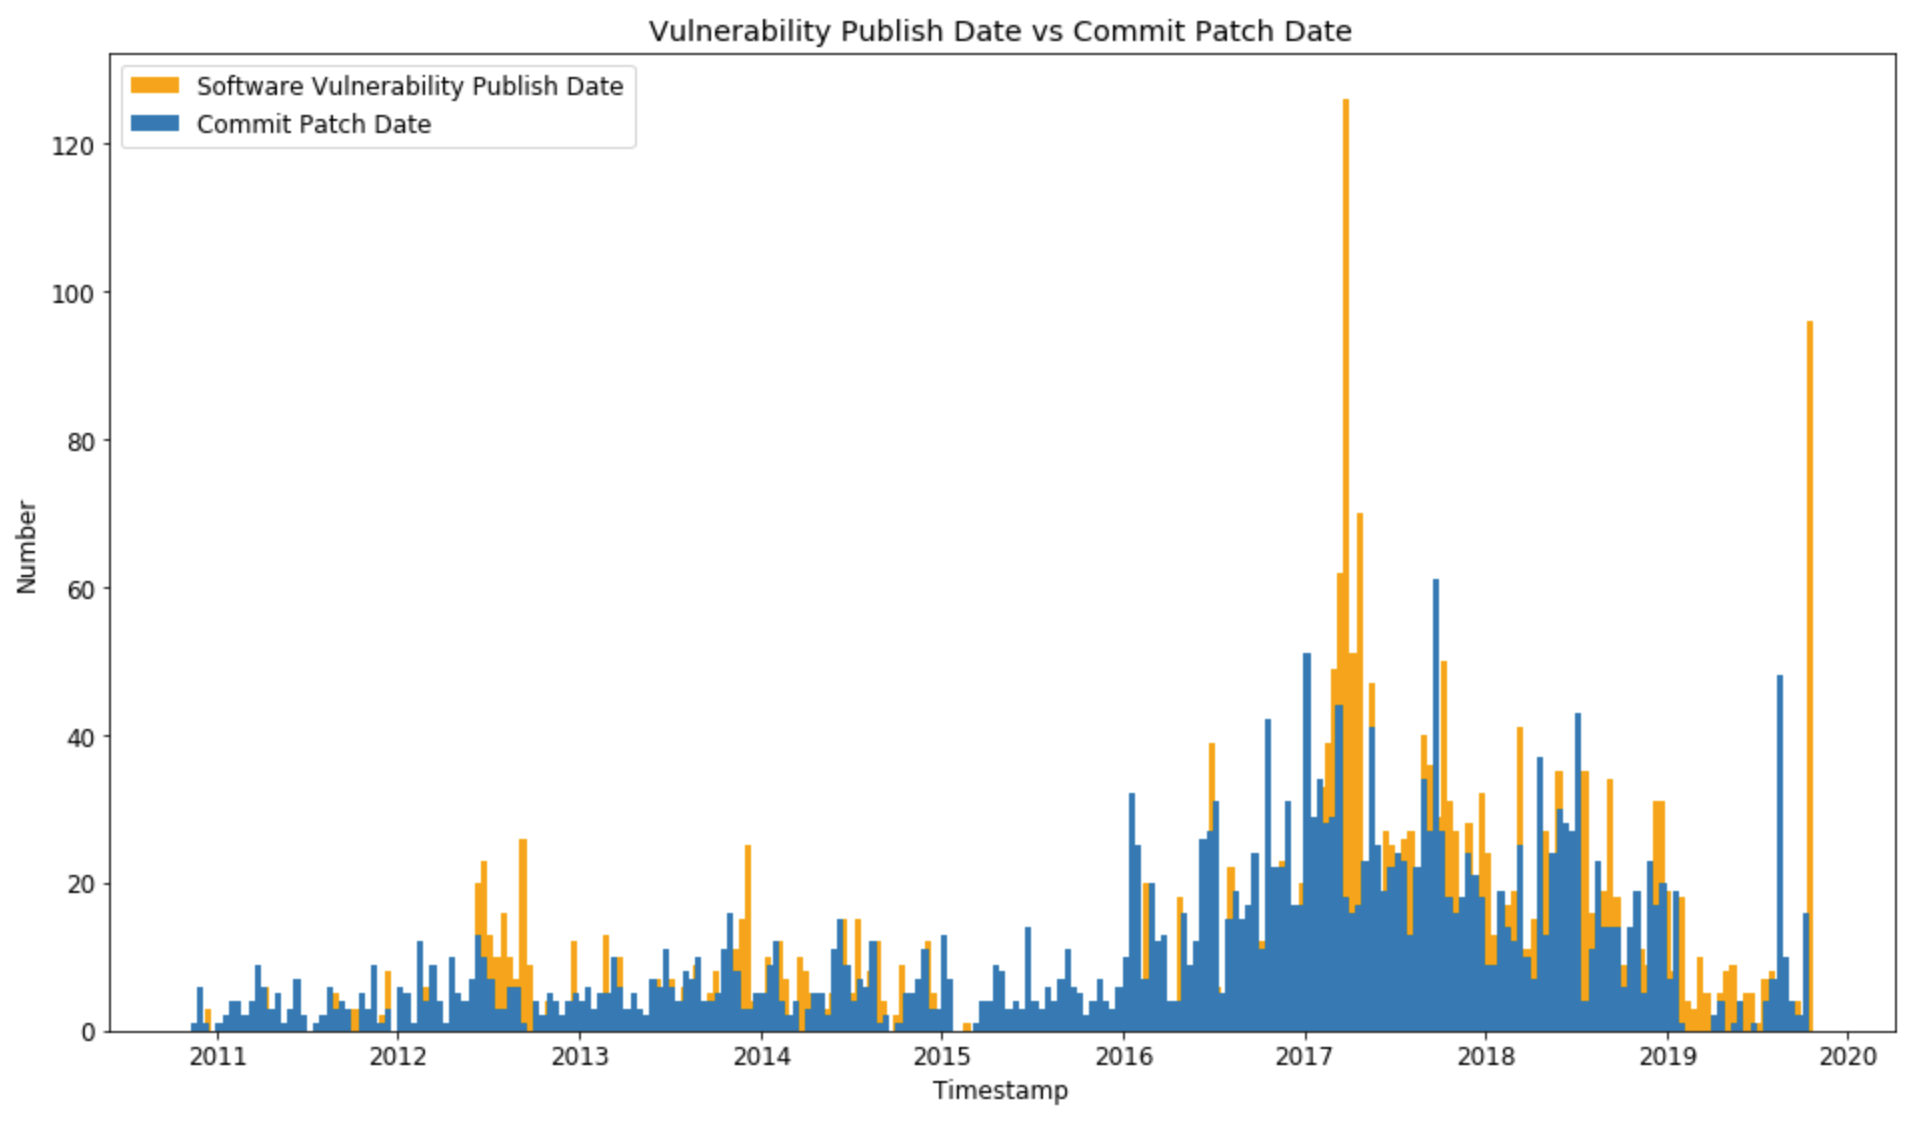 Vulnerability Publish Date vs Commit Patch Date
Software Vulnerability Publish Date
Commit Patch Date
120
100
80
60
40
20
0
Number
2011 2012 2013 2014 2015 2016 2017 2018 2019 2020
Timestamp